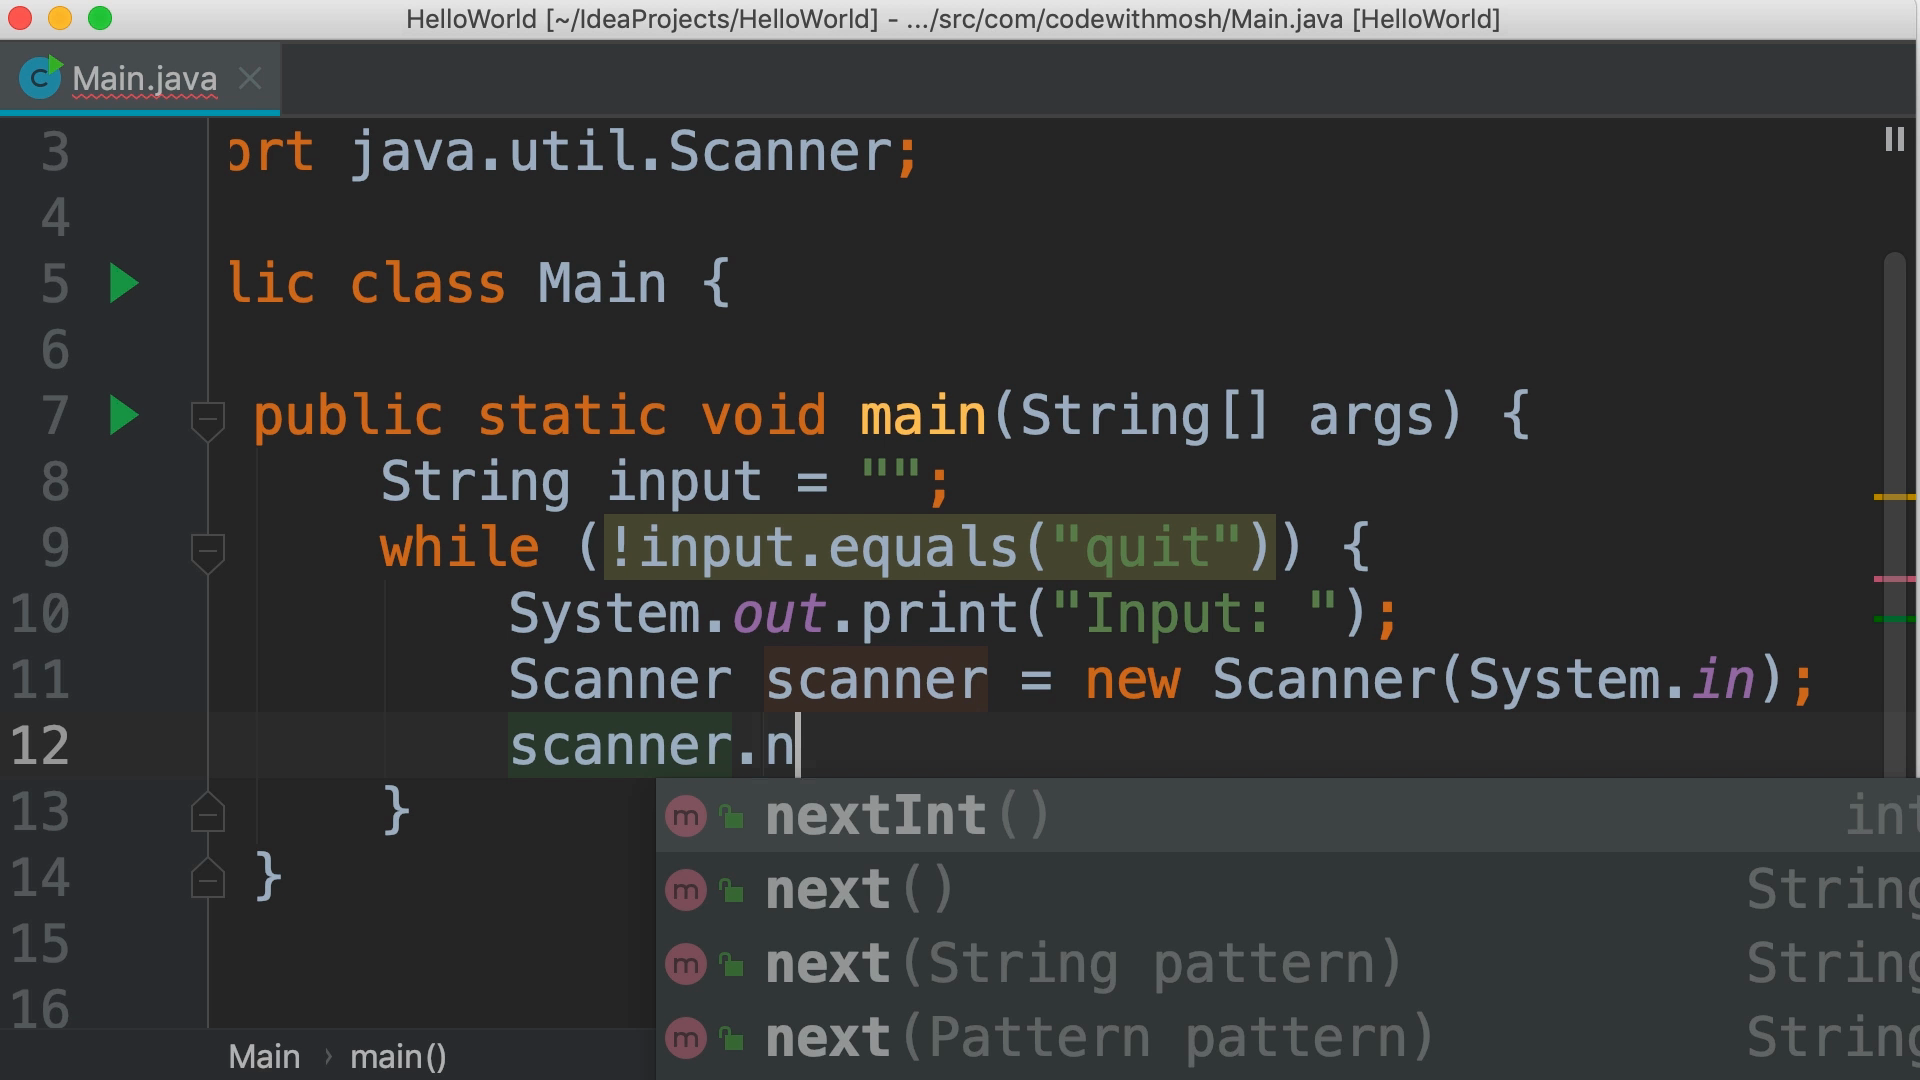 HelloWorld [~/IdeaProjects/HelloWorld] - .../src/com/codewithmosh/Main.java [HelloWorld]
Main.java
3 ort java.util.Scanner;
4
5 lic class Main {
6
7 public static void main(String[] args) {
8 String input = "";
9 while (!input.equals("quit")) {
10 System.out.print("Input: ");
11 Scanner scanner = new Scanner(System.in);
12 scanner.n
13 }
nextInt() int
14 }
next() String
15
next(String pattern) String
16
next(Pattern pattern) String
Main › main()